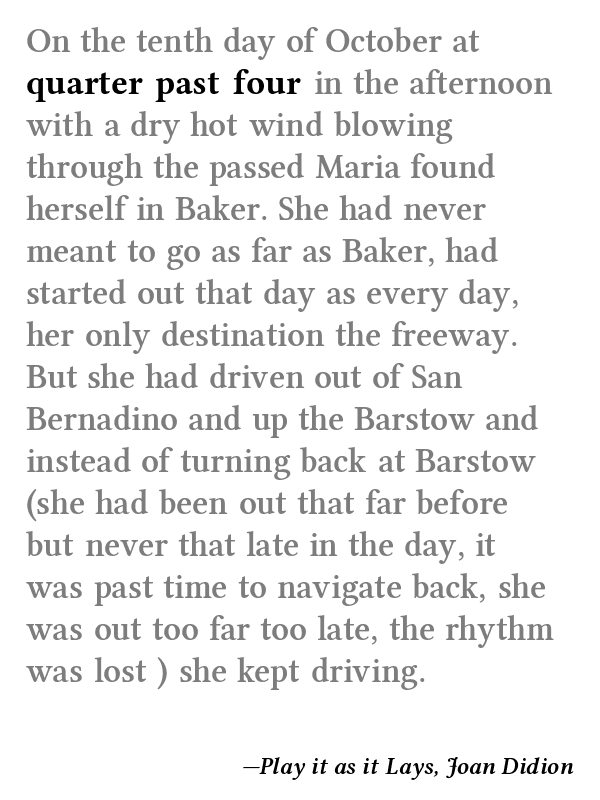 On the tenth day of October at
quarter past four in the afternoon
with a dry hot wind blowing
through the passed Maria found
herself in Baker. She had never
meant to go as far as Baker, had
started out that day as every day,
her only destination the freeway.
But she had driven out of San
Bernadino and up the Barstow and
instead of turning back at Barstow
(she had been out that far before
but never that late in the day, it
was past time to navigate back, she
was out too far too late, the rhythm
was lost ) she kept driving.
—Play it as it Lays, Joan Didion